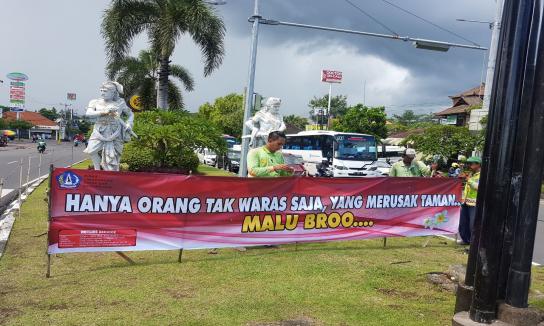 HANYA ORANG TAK WARAS SAJA, YANG MERUSAK TAMAN..
MALU BROO....